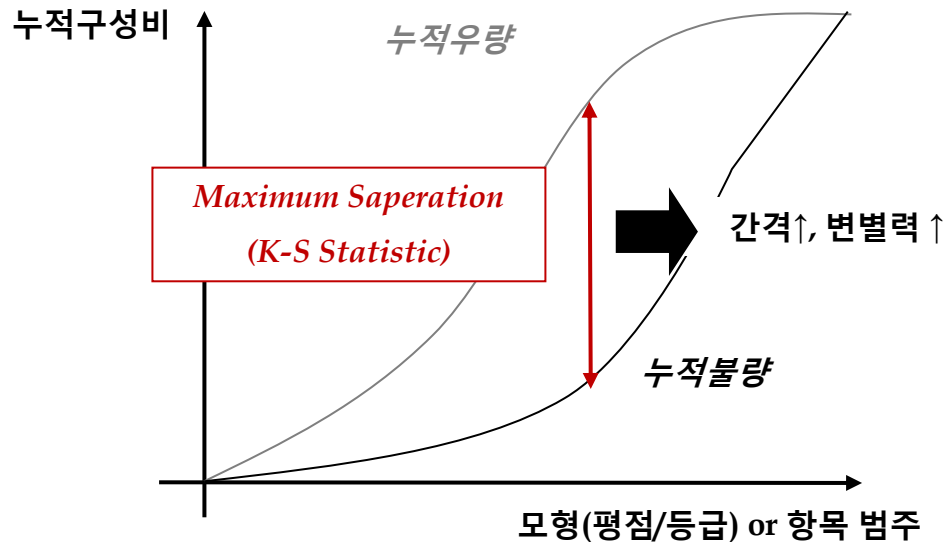 누적구성비
누적우량
Maximum Saperation
(K-S Statistic)
간격↑, 변별력 ↑
누적불량
모형(평점/등급) or 항목 범주